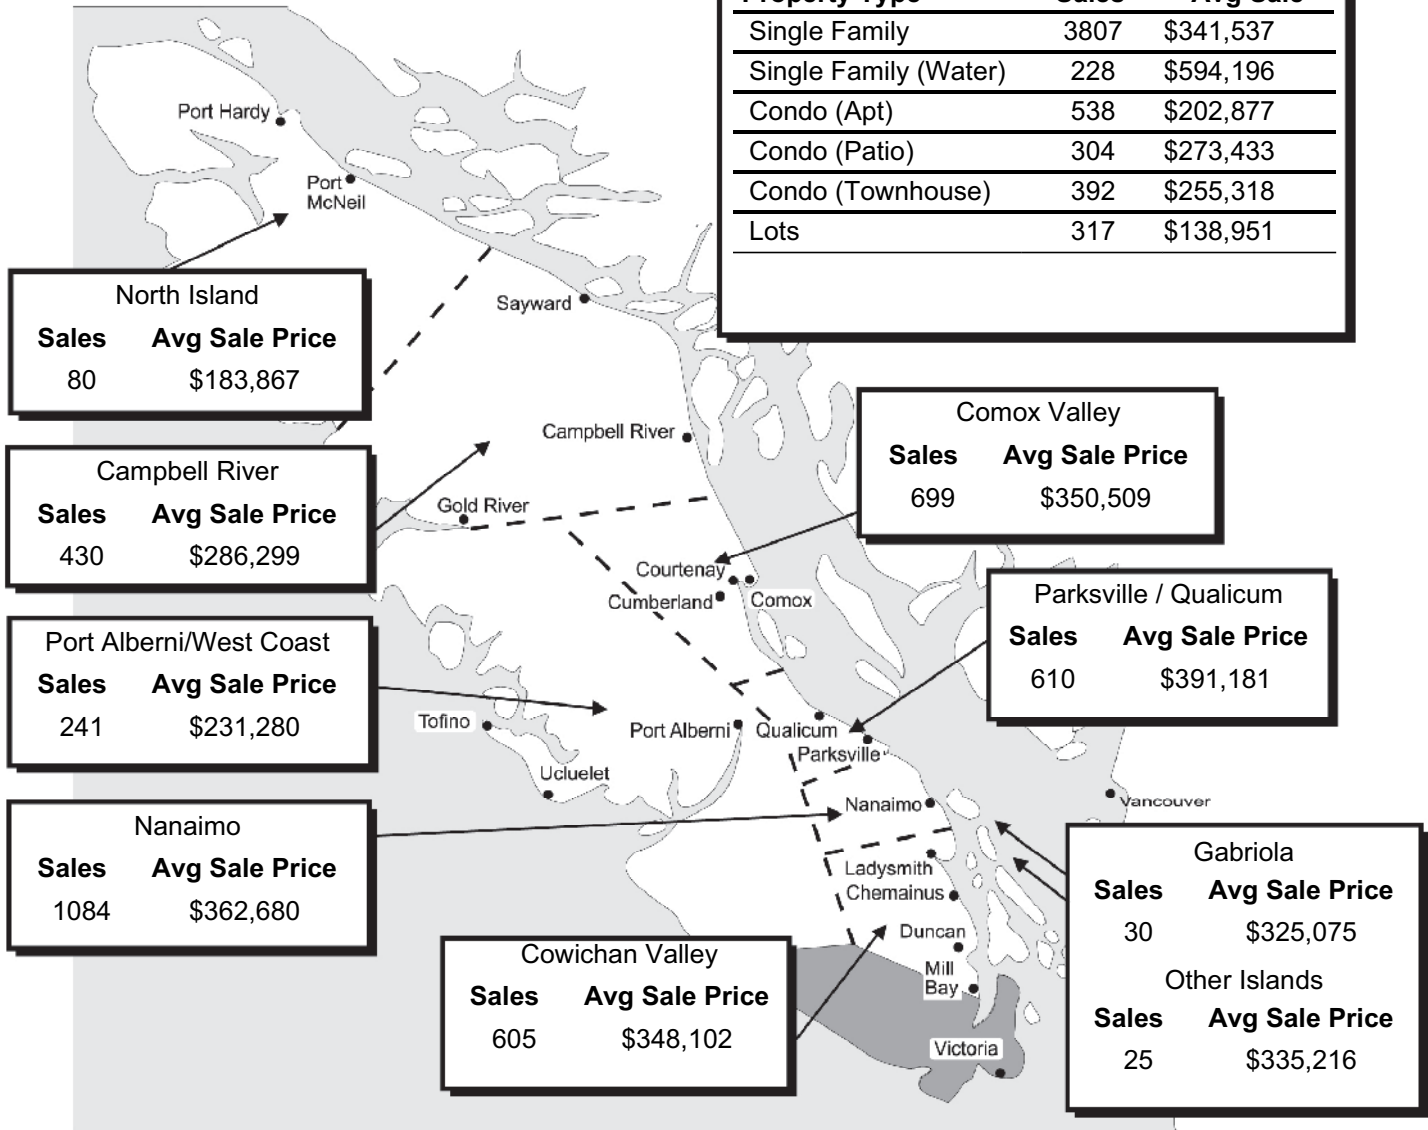 Property Type Sales Avg Sale
Single Family 3807 $341,537
Single Family (Water) 228 $594,196
Condo (Apt) 538 $202,877
Condo (Patio) 304 $273,433
Condo (Townhouse) 392 $255,318
Lots 317 $138,951
Port Hardy
Port
McNeil
North Island
Sales Avg Sale Price
80 $183,867
Sayward
Campbell River
Campbell River
Sales Avg Sale Price
430 $286,299
Gold River
Comox Valley
Sales Avg Sale Price
699 $350,509
Courtenay
Cumberland
Comox
Parksville / Qualicum
Sales Avg Sale Price
610 $391,181
Port Alberni/West Coast
Sales Avg Sale Price
241 $231,280
Tofino
Ucluelet
Port Alberni
Qualicum
Parksville
Nanaimo
Vancouver
Nanaimo
Sales Avg Sale Price
1084 $362,680
Ladysmith
Chemainus
Duncan
Mill
Bay
Victoria
Gabriola
Sales Avg Sale Price
30 $325,075
Other Islands
Sales Avg Sale Price
25 $335,216
Cowichan Valley
Sales Avg Sale Price
605 $348,102